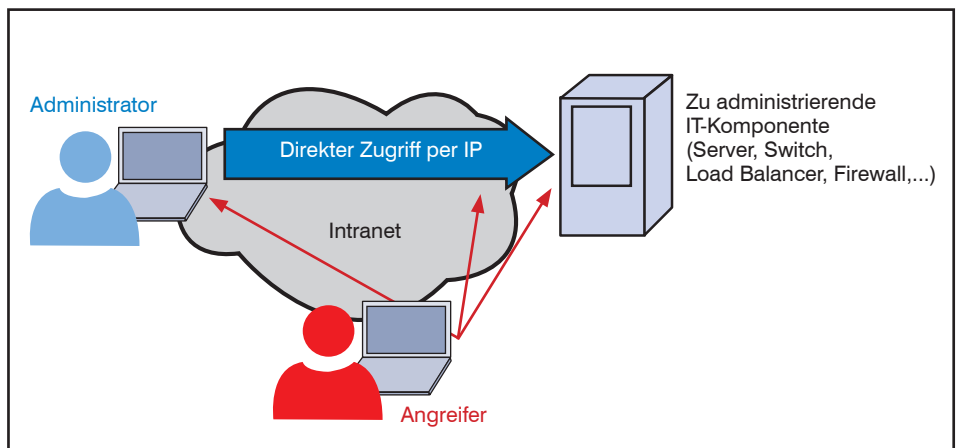 Administrator
Direkter Zugriff per IP
Zu administrierende
IT-Komponente
(Server, Switch,
Load Balancer, Firewall,...)
Intranet
Angreifer